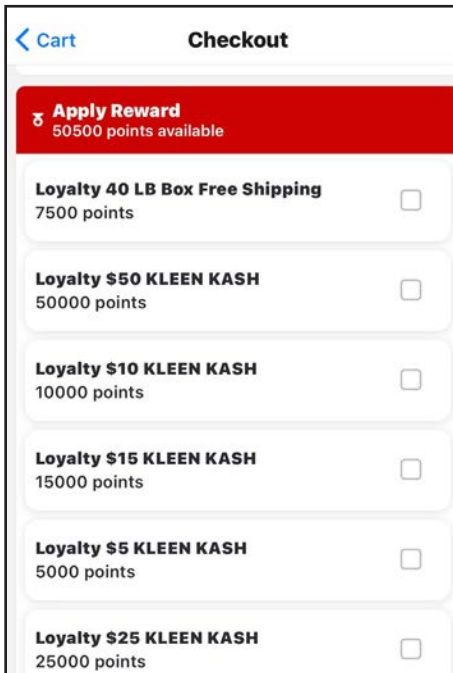 Cart
Checkout
Apply Reward
50500 points available
Loyalty 40 LB Box Free Shipping
7500 points
Loyalty $50 KLEEN KASH
50000 points
Loyalty $10 KLEEN KASH
10000 points
Loyalty $15 KLEEN KASH
15000 points
Loyalty $5 KLEEN KASH
5000 points
Loyalty $25 KLEEN KASH
25000 points